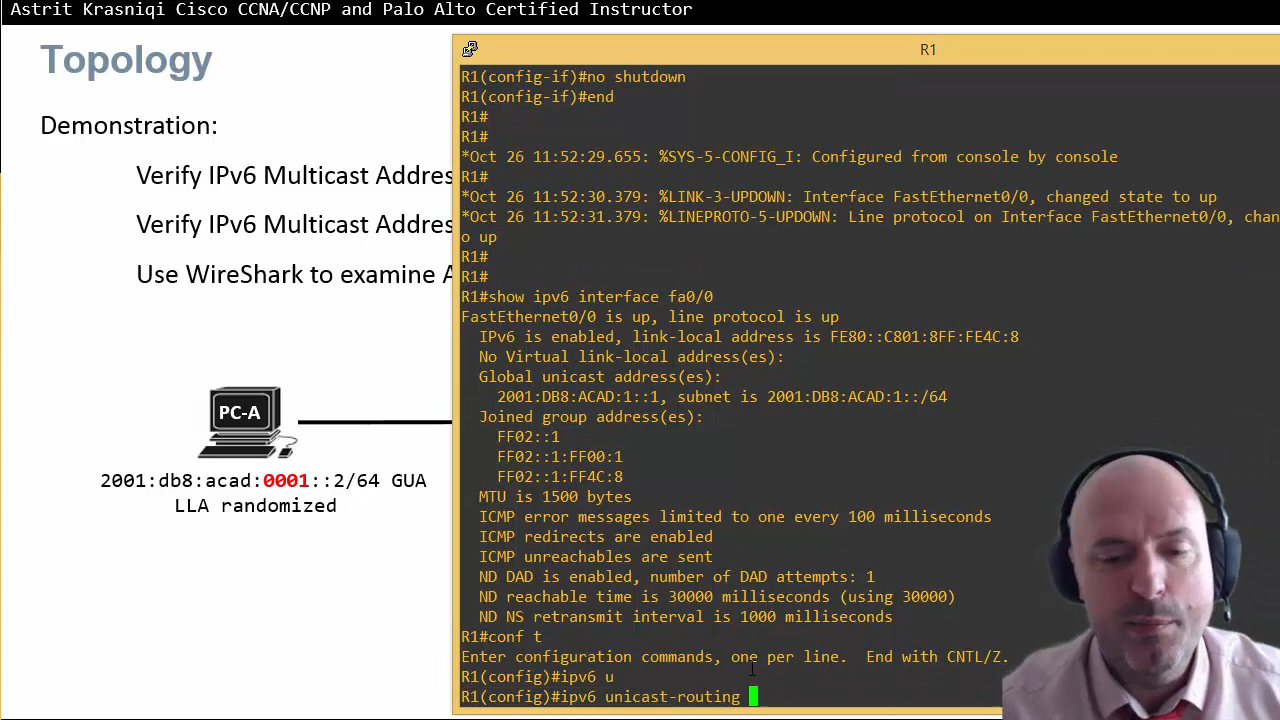 Astrit Krasniqi Cisco CCNA/CCNP and Palo Alto Certified Instructor
Topology
Demonstration:
Verify IPv6 Multicast Addres
Verify IPv6 Multicast Addres
Use WireShark to examine A
PC-A
2001:db8:acad:0001::2/64 GUA
LLA randomized
R1
R1(config-if)#no shutdown
R1(config-if)#end
R1#
R1#
*Oct 26 11:52:29.655: %SYS-5-CONFIG_I: Configured from console by console
R1#
*Oct 26 11:52:30.379: %LINK-3-UPDOWN: Interface FastEthernet0/0, changed state to up
*Oct 26 11:52:31.379: %LINEPROTO-5-UPDOWN: Line protocol on Interface FastEthernet0/0, chan
o up
R1#
R1#
R1#show ipv6 interface fa0/0
FastEthernet0/0 is up, line protocol is up
IPv6 is enabled, link-local address is FE80::C801:8FF:FE4C:8
No Virtual link-local address(es):
Global unicast address(es):
2001:DB8:ACAD:1::1, subnet is 2001:DB8:ACAD:1::/64
Joined group address(es):
FF02::1
FF02::1:FF00:1
FF02::1:FF4C:8
MTU is 1500 bytes
ICMP error messages limited to one every 100 milliseconds
ICMP redirects are enabled
ICMP unreachables are sent
ND DAD is enabled, number of DAD attempts: 1
ND reachable time is 30000 milliseconds (using 30000)
ND NS retransmit interval is 1000 milliseconds
R1#conf t
Enter configuration commands, one per line.  End with CNTL/Z.
R1(config)#ipv6 u
R1(config)#ipv6 unicast-routing